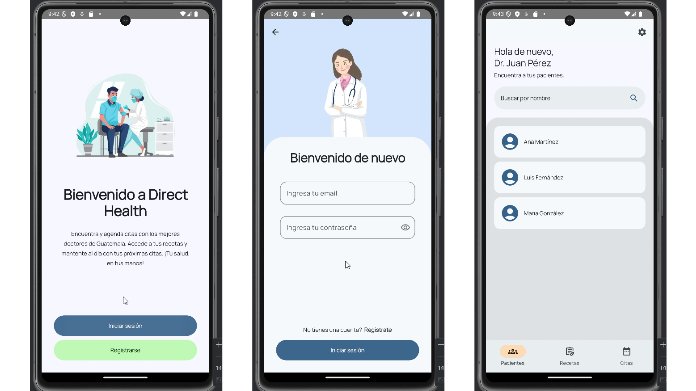 9:42
Bienvenido a Direct
Health
Encuentra y agenda citas con los mejores
doctores de Guatemala. Accede a tus recetas y
mantente al día con tus próximas citas. ¡Tu salud,
en tus manos!
Iniciar sesión
Registrarse
9:42
Bienvenido de nuevo
Ingresa tu email
Ingresa tu contraseña
No tienes una cuenta? Regístrate
Iniciar sesión
9:43
Hola de nuevo,
Dr. Juan Pérez
Encuentra a tus pacientes.
Buscar por nombre
Ana Martínez
Luis Fernández
María González
Pacientes
Recetas
Citas